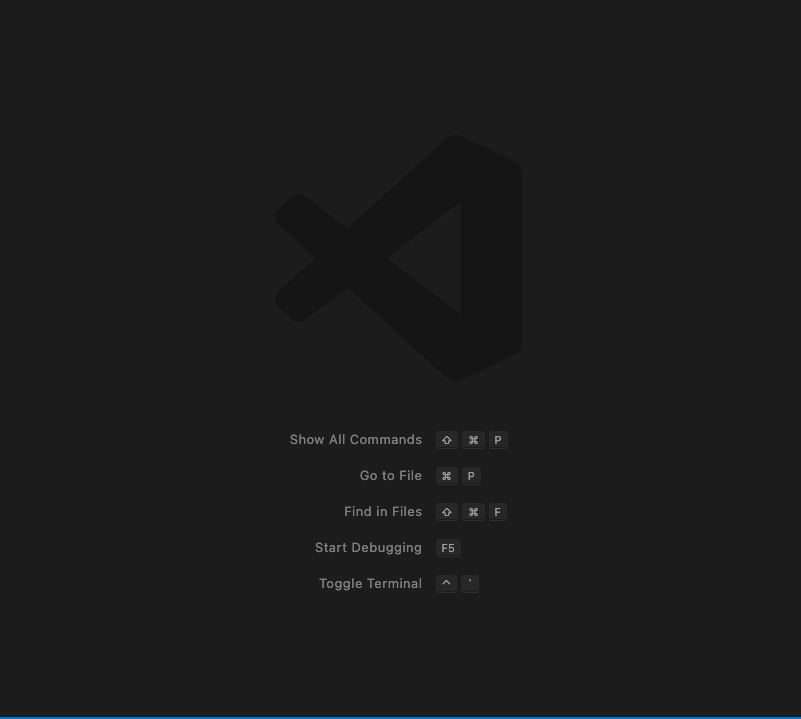 Show All Commands ⇧ ⌘ P
Go to File ⌘ P
Find in Files ⇧ ⌘ F
Start Debugging F5
Toggle Terminal ^ `